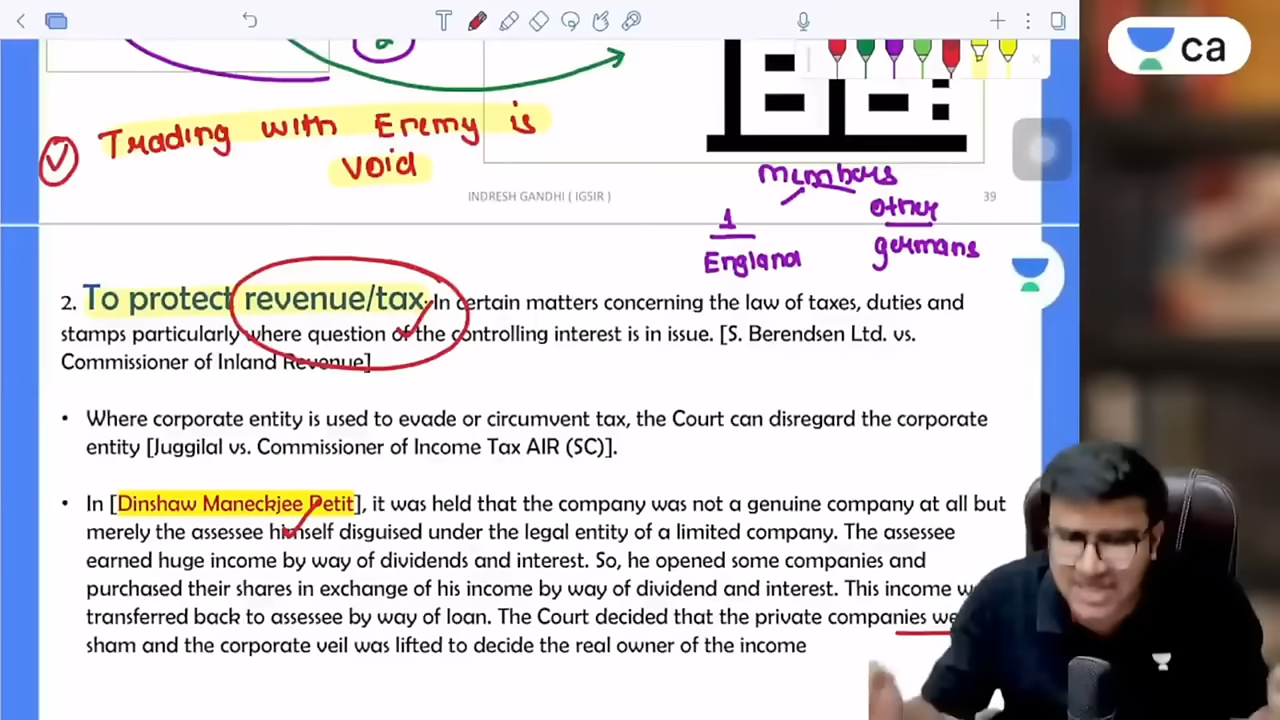 ca
Trading with Enemy is
void
members
INDRESH GANDHI ( IGSIR )
39
1
England
other
germans
2. To protect revenue/tax: In certain matters concerning the law of taxes, duties and
stamps particularly where question of the controlling interest is in issue. [S. Berendsen Ltd. vs.
Commissioner of Inland Revenue]
• Where corporate entity is used to evade or circumvent tax, the Court can disregard the corporate
entity [Juggilal vs. Commissioner of Income Tax AIR (SC)].
• In [Dinshaw Maneckjee Petit], it was held that the company was not a genuine company at all but
merely the assessee himself disguised under the legal entity of a limited company. The assessee
earned huge income by way of dividends and interest. So, he opened some companies and
purchased their shares in exchange of his income by way of dividend and interest. This income
transferred back to assessee by way of loan. The Court decided that the private companies
sham and the corporate veil was lifted to decide the real owner of the income